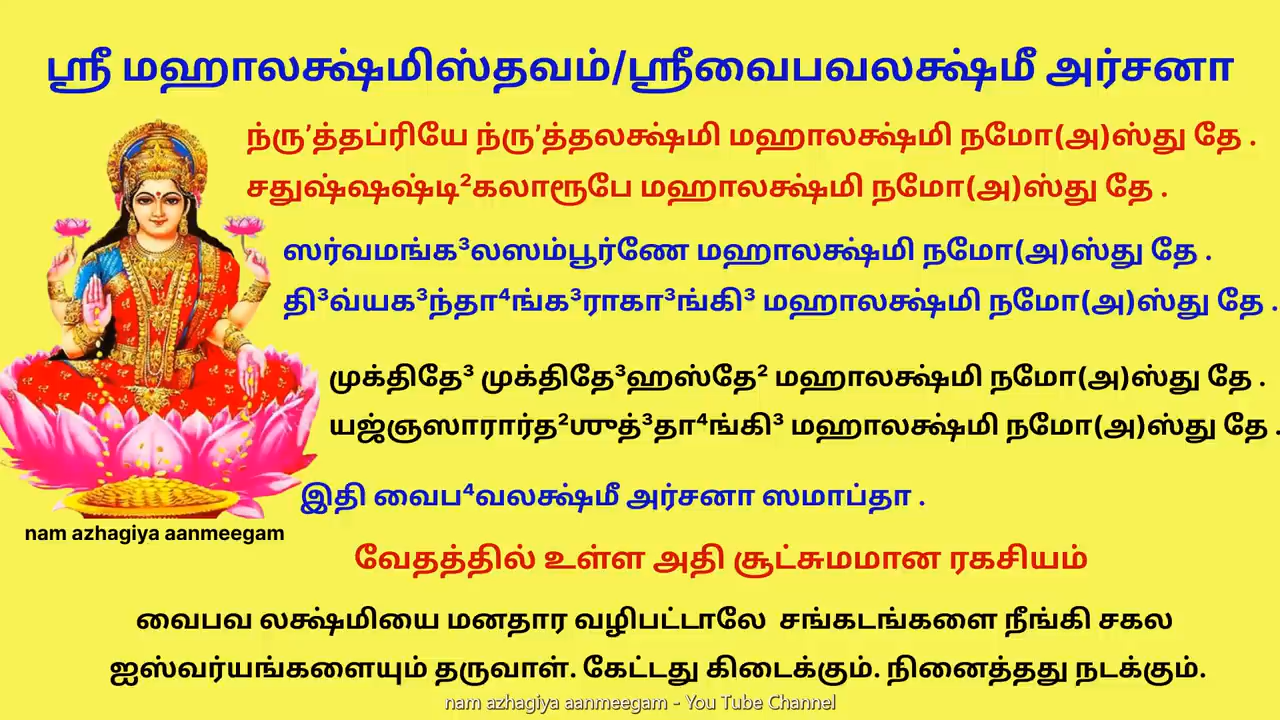 ஸ்ரீ மஹாலக்ஷ்மிஸ்தவம்/ஸ்ரீவைபவலக்ஷ்மீ அர்சனா
ந்ரு’த்தப்ரியே ந்ரு’த்தலக்ஷ்மி மஹாலக்ஷ்மி நமோ(அ)ஸ்து தே .
சதுஷ்ஷஷ்டி²கலாரூபே மஹாலக்ஷ்மி நமோ(அ)ஸ்து தே .
ஸர்வமங்க³லஸம்பூர்ணே மஹாலக்ஷ்மி நமோ(அ)ஸ்து தே .
தி³வ்யக³ந்தா⁴ங்க³ராகா³ங்கி³ மஹாலக்ஷ்மி நமோ(அ)ஸ்து தே .
முக்திதே³ முக்திதே³ஹஸ்தே² மஹாலக்ஷ்மி நமோ(அ)ஸ்து தே .
யஜ்ஞஸாரார்த²ஶுத்³தா⁴ங்கி³ மஹாலக்ஷ்மி நமோ(அ)ஸ்து தே .
இதி வைப⁴வலக்ஷ்மீ அர்சனா ஸமாப்தா .
nam azhagiya aanmeegam
வேதத்தில் உள்ள அதி சூட்சுமமான ரகசியம்
வைபவ லக்ஷ்மியை மனதார வழிபட்டாலே சங்கடங்களை நீங்கி சகல
ஐஸ்வர்யங்களையும் தருவாள். கேட்டது கிடைக்கும். நினைத்தது நடக்கும்.
nam azhagiya aanmeegam - You Tube Channel